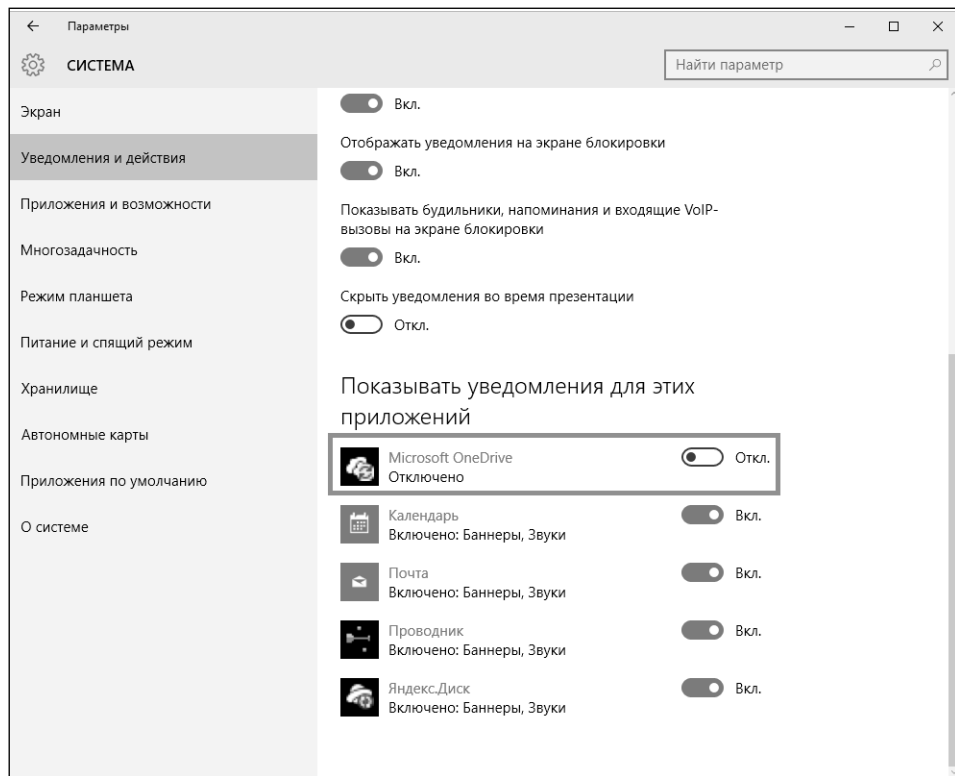 Параметры
СИСТЕМА
Найти параметр
Экран
Уведомления и действия
Приложения и возможности
Многозадачность
Режим планшета
Питание и спящий режим
Хранилище
Автономные карты
Приложения по умолчанию
О системе
Вкл.
Отображать уведомления на экране блокировки
Вкл.
Показывать будильники, напоминания и входящие VoIP-
вызовы на экране блокировки
Вкл.
Скрыть уведомления во время презентации
Откл.
Показывать уведомления для этих
приложений
Microsoft OneDrive
Отключено
Откл.
Календарь
Включено: Баннеры, Звуки
Вкл.
Почта
Включено: Баннеры, Звуки
Вкл.
Проводник
Включено: Баннеры, Звуки
Вкл.
Яндекс.Диск
Включено: Баннеры, Звуки
Вкл.